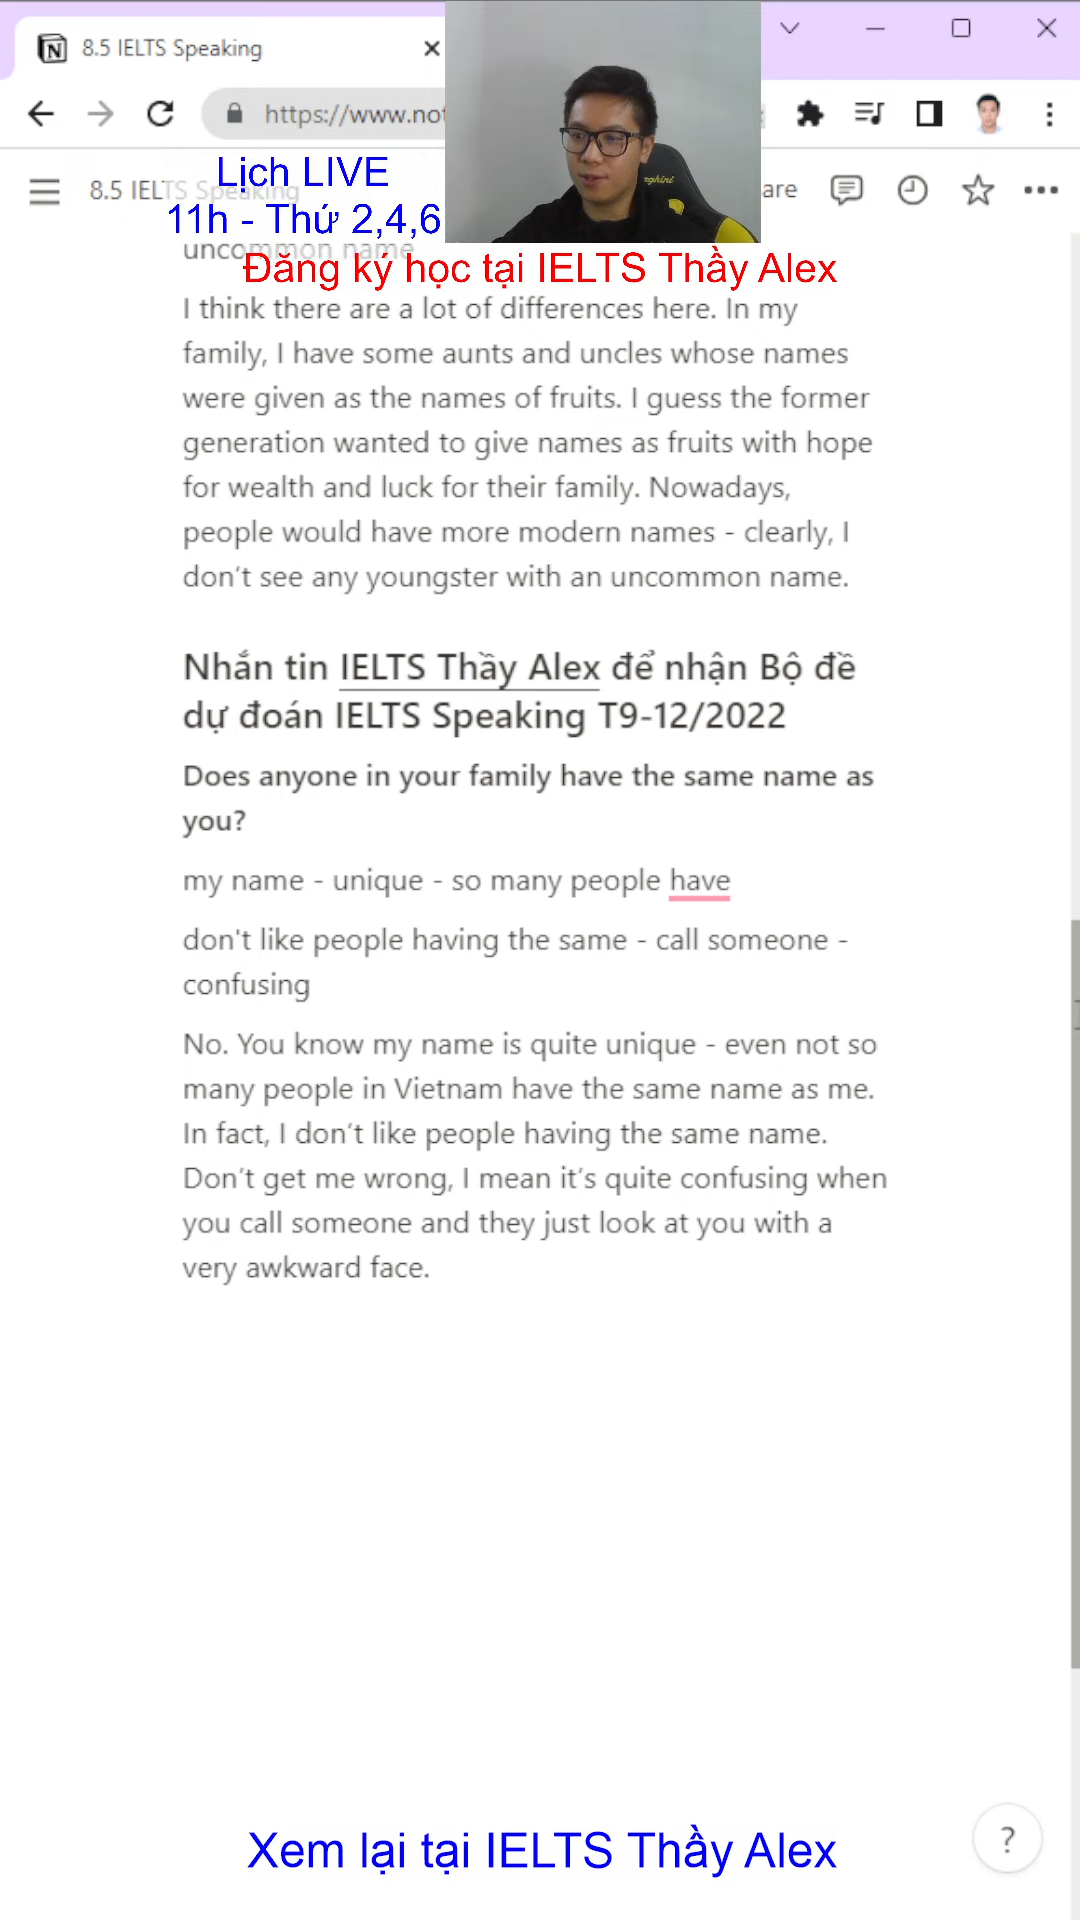 8.5 IELTS Speaking
https://www.not
Lịch LIVE
8.5 IELTS Speaking
are
11h - Thứ 2,4,6
uncommon name
Đăng ký học tại IELTS Thầy Alex
I think there are a lot of differences here. In my
family, I have some aunts and uncles whose names
were given as the names of fruits. I guess the former
generation wanted to give names as fruits with hope
for wealth and luck for their family. Nowadays,
people would have more modern names - clearly, I
don't see any youngster with an uncommon name.
Nhắn tin IELTS Thầy Alex để nhận Bộ đề
dự đoán IELTS Speaking T9-12/2022
Does anyone in your family have the same name as
you?
my name - unique - so many people have
don't like people having the same - call someone -
confusing
No. You know my name is quite unique - even not so
many people in Vietnam have the same name as me.
In fact, I don't like people having the same name.
Don't get me wrong, I mean it's quite confusing when
you call someone and they just look at you with a
very awkward face.
?
Xem lại tại IELTS Thầy Alex